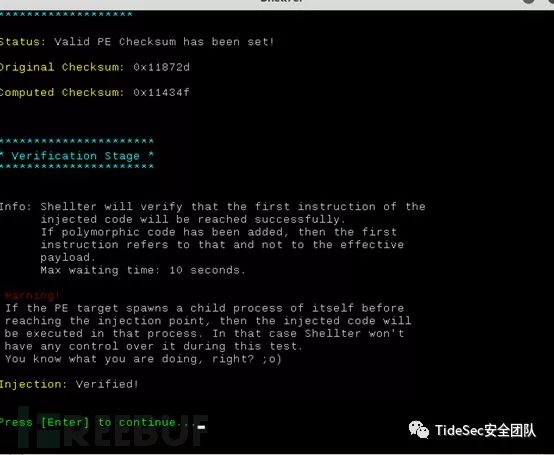 Shellter
*******************
Status: Valid PE Checksum has been set!
Original Checksum: 0x11872d
Computed Checksum: 0x11434f
**********************
* Verification Stage *
**********************
Info: Shellter will verify that the first instruction of the
injected code will be reached successfully.
If polymorphic code has been added, then the first
instruction refers to that and not to the effective
payload.
Max waiting time: 10 seconds.
Warning!
If the PE target spawns a child process of itself before
reaching the injection point, then the injected code will
be executed in that process. In that case Shellter won't
have any control over it during this test.
You know what you are doing, right? ;o)
Injection: Verified!
Press [Enter] to continue...
REEBUF
TideSec安全团队